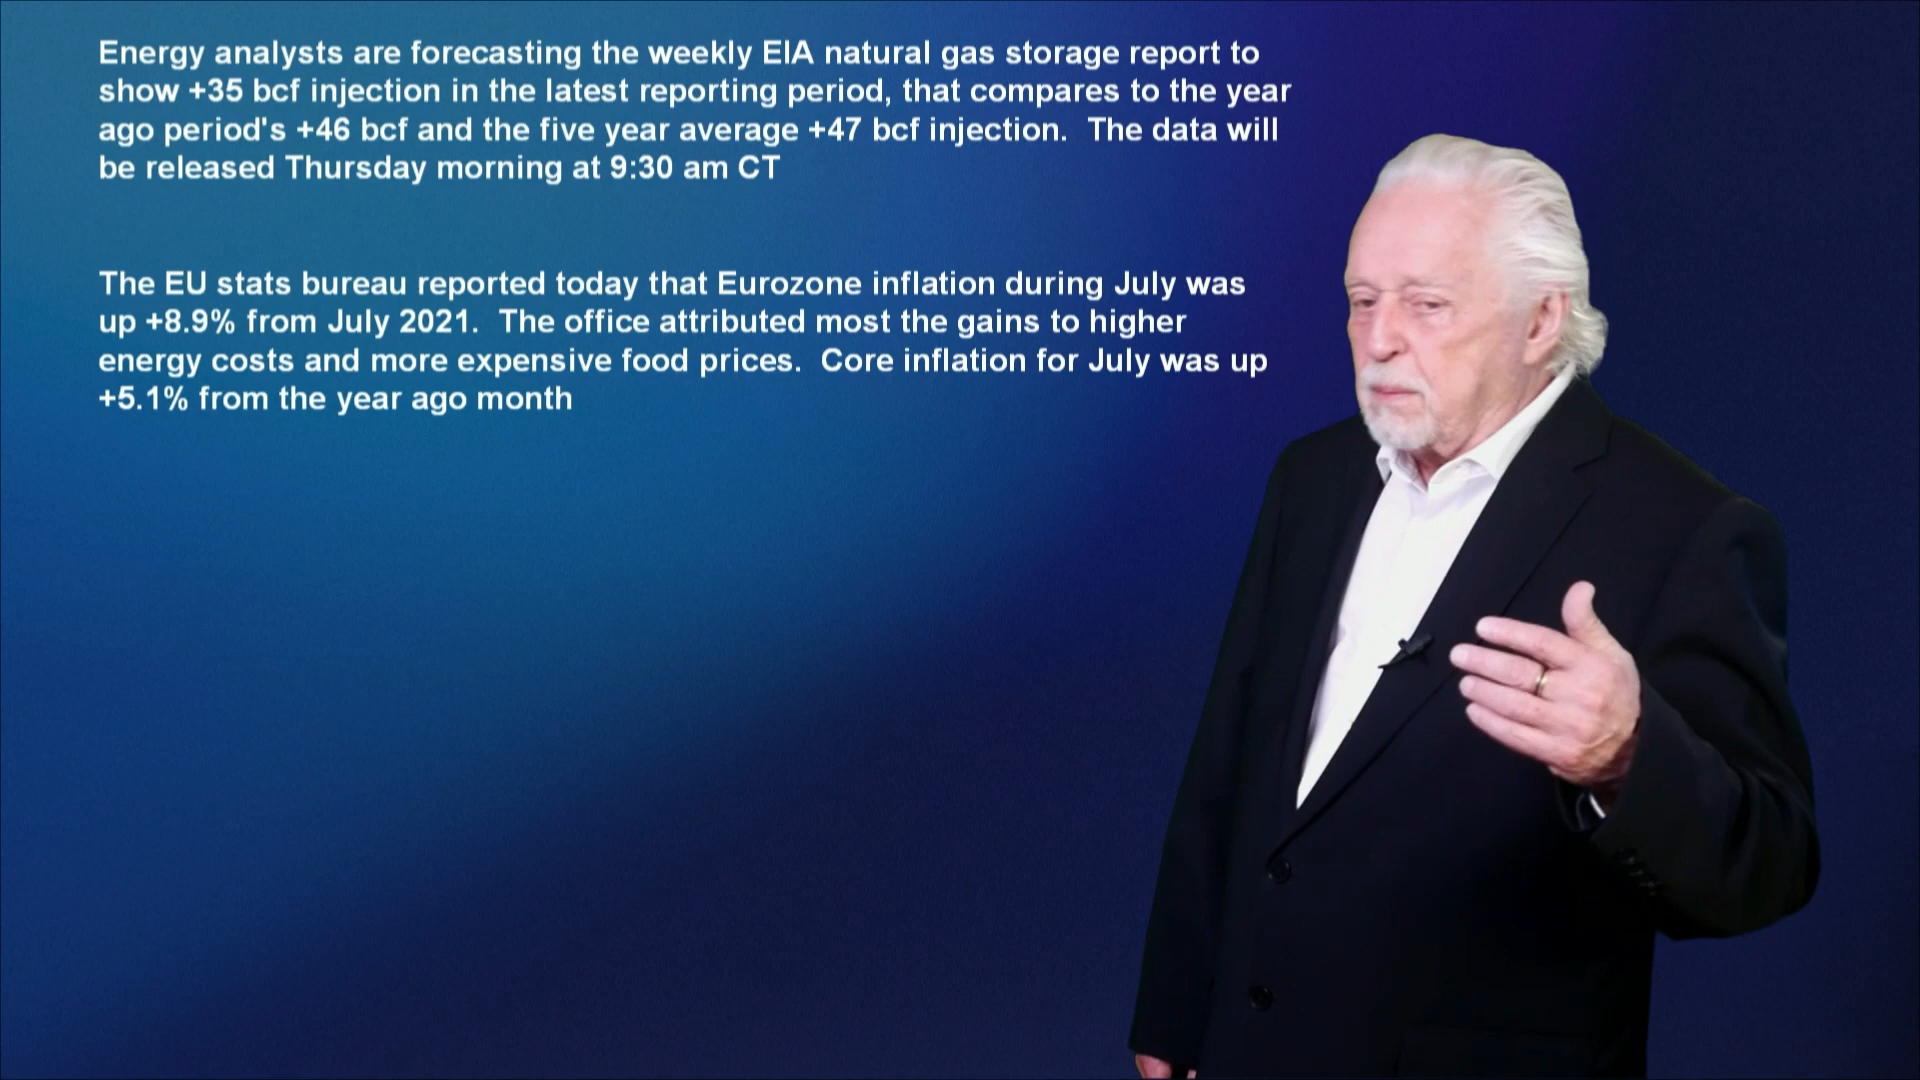 Energy analysts are forecasting the weekly EIA natural gas storage report to
show +35 bcf injection in the latest reporting period, that compares to the year
ago period's +46 bcf and the five year average +47 bcf injection.  The data will
be released Thursday morning at 9:30 am CT
The EU stats bureau reported today that Eurozone inflation during July was
up +8.9% from July 2021.  The office attributed most the gains to higher
energy costs and more expensive food prices.  Core inflation for July was up
+5.1% from the year ago month